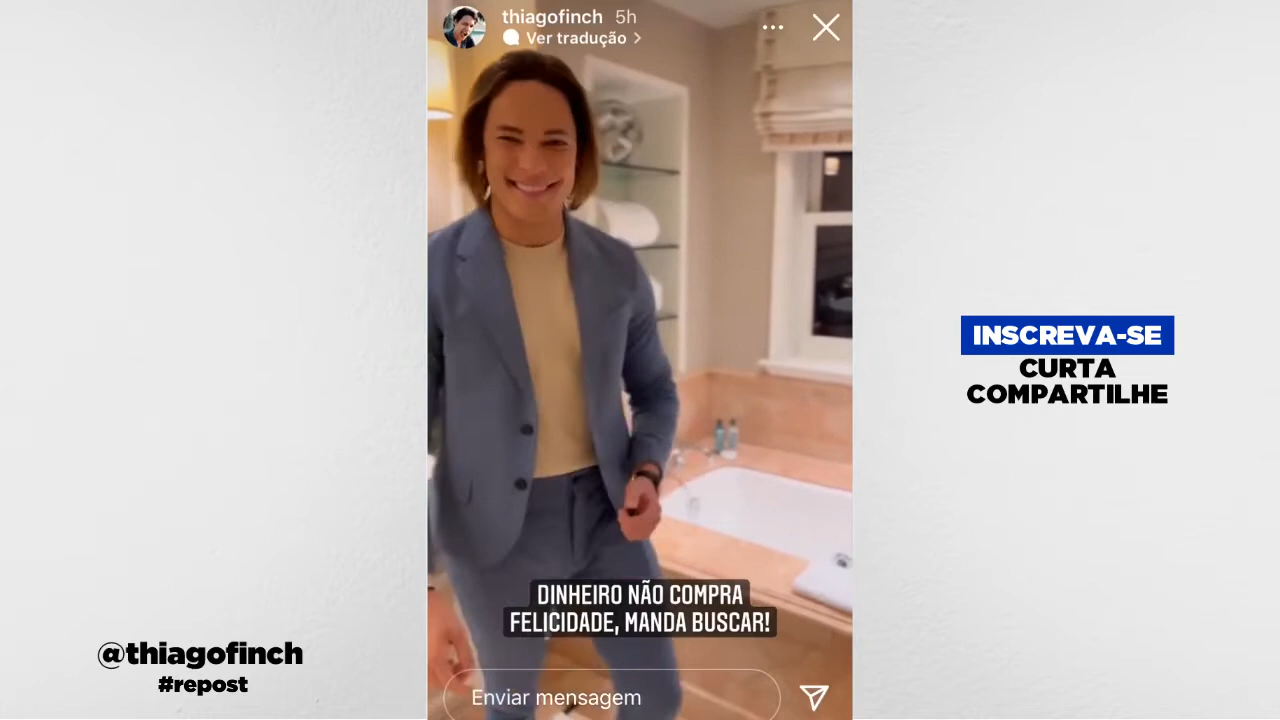 thiagofinch 5h
Ver tradução >
DINHEIRO NÃO COMPRA
FELICIDADE, MANDA BUSCAR!
Enviar mensagem
INSCREVA-SE
CURTA
COMPARTILHE
@thiagofinch
#repost